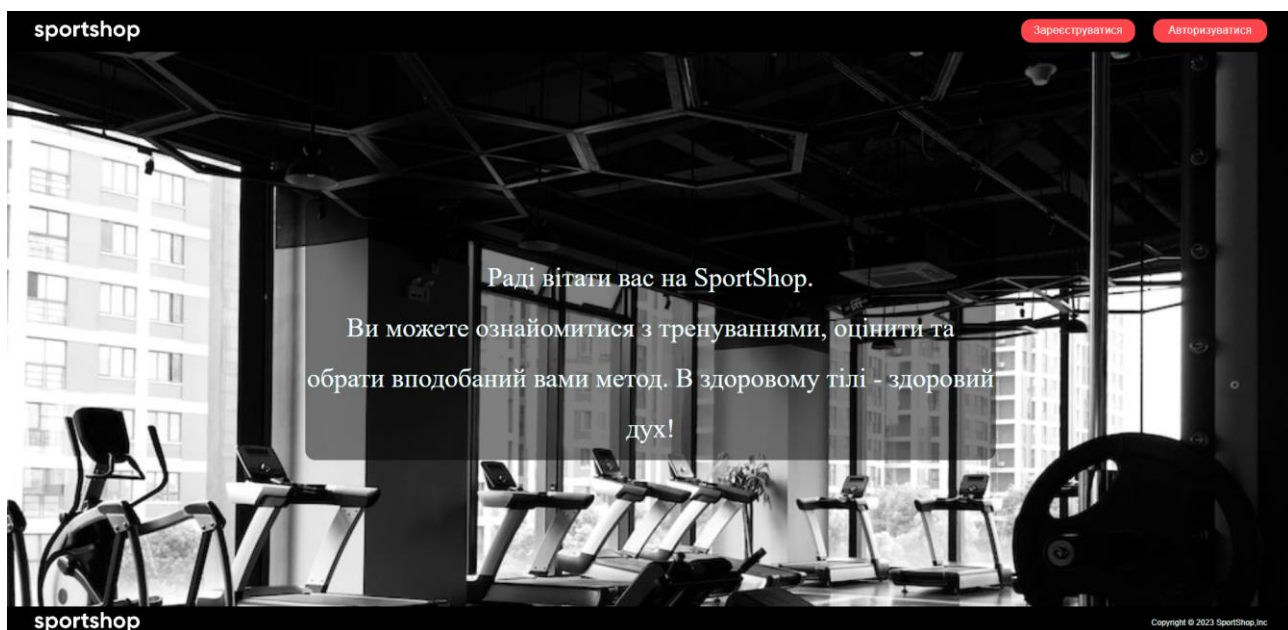 sportshop
Зареєструватися
Авторизуватися
Раді вітати вас на SportShop.
Ви можете ознайомитися з тренуваннями, оцінити та
обрати вподобаний вами метод. В здоровому тілі - здоровий
дух!
sportshop
Copyright © 2023 SportShop,Inc